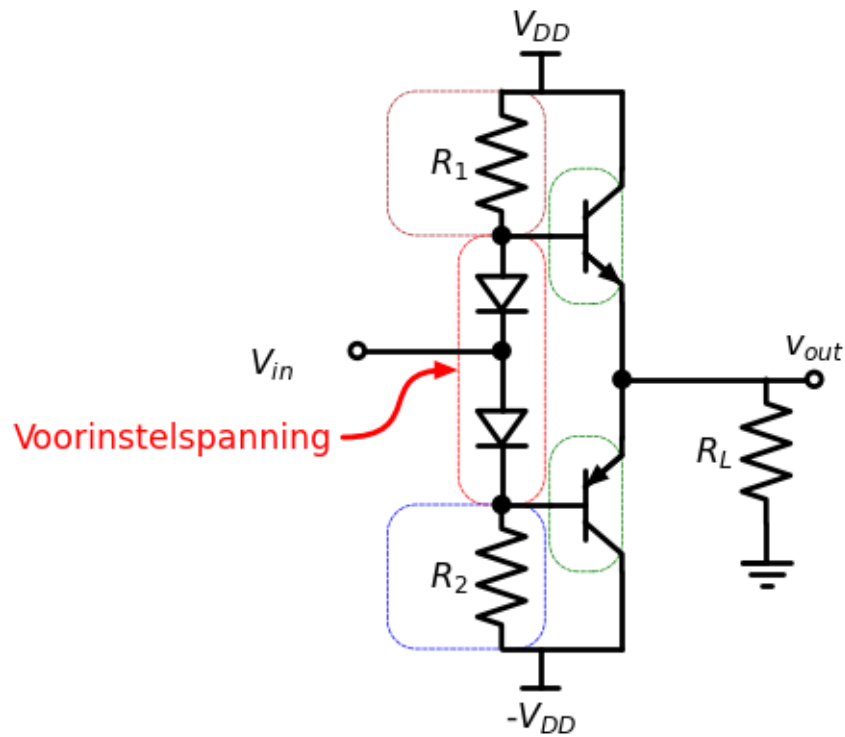 V_DD
R_1
V_in
v_out
Voorinstelspanning
R_L
R_2
-V_DD